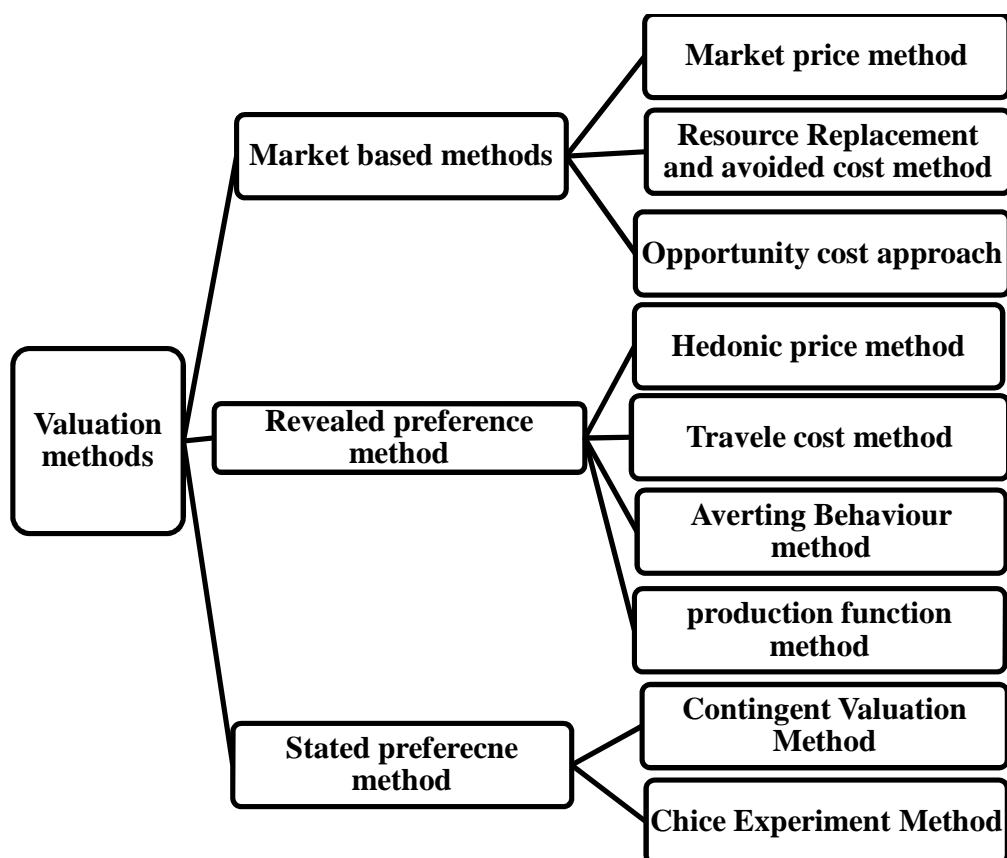 Valuation
methods
Market based methods
Market price method
Resource Replacement
and avoided cost method
Opportunity cost approach
Revealed preference
method
Hedonic price method
Travele cost method
Averting Behaviour
method
production function
method
Stated preferecne
method
Contingent Valuation
Method
Chice Experiment Method